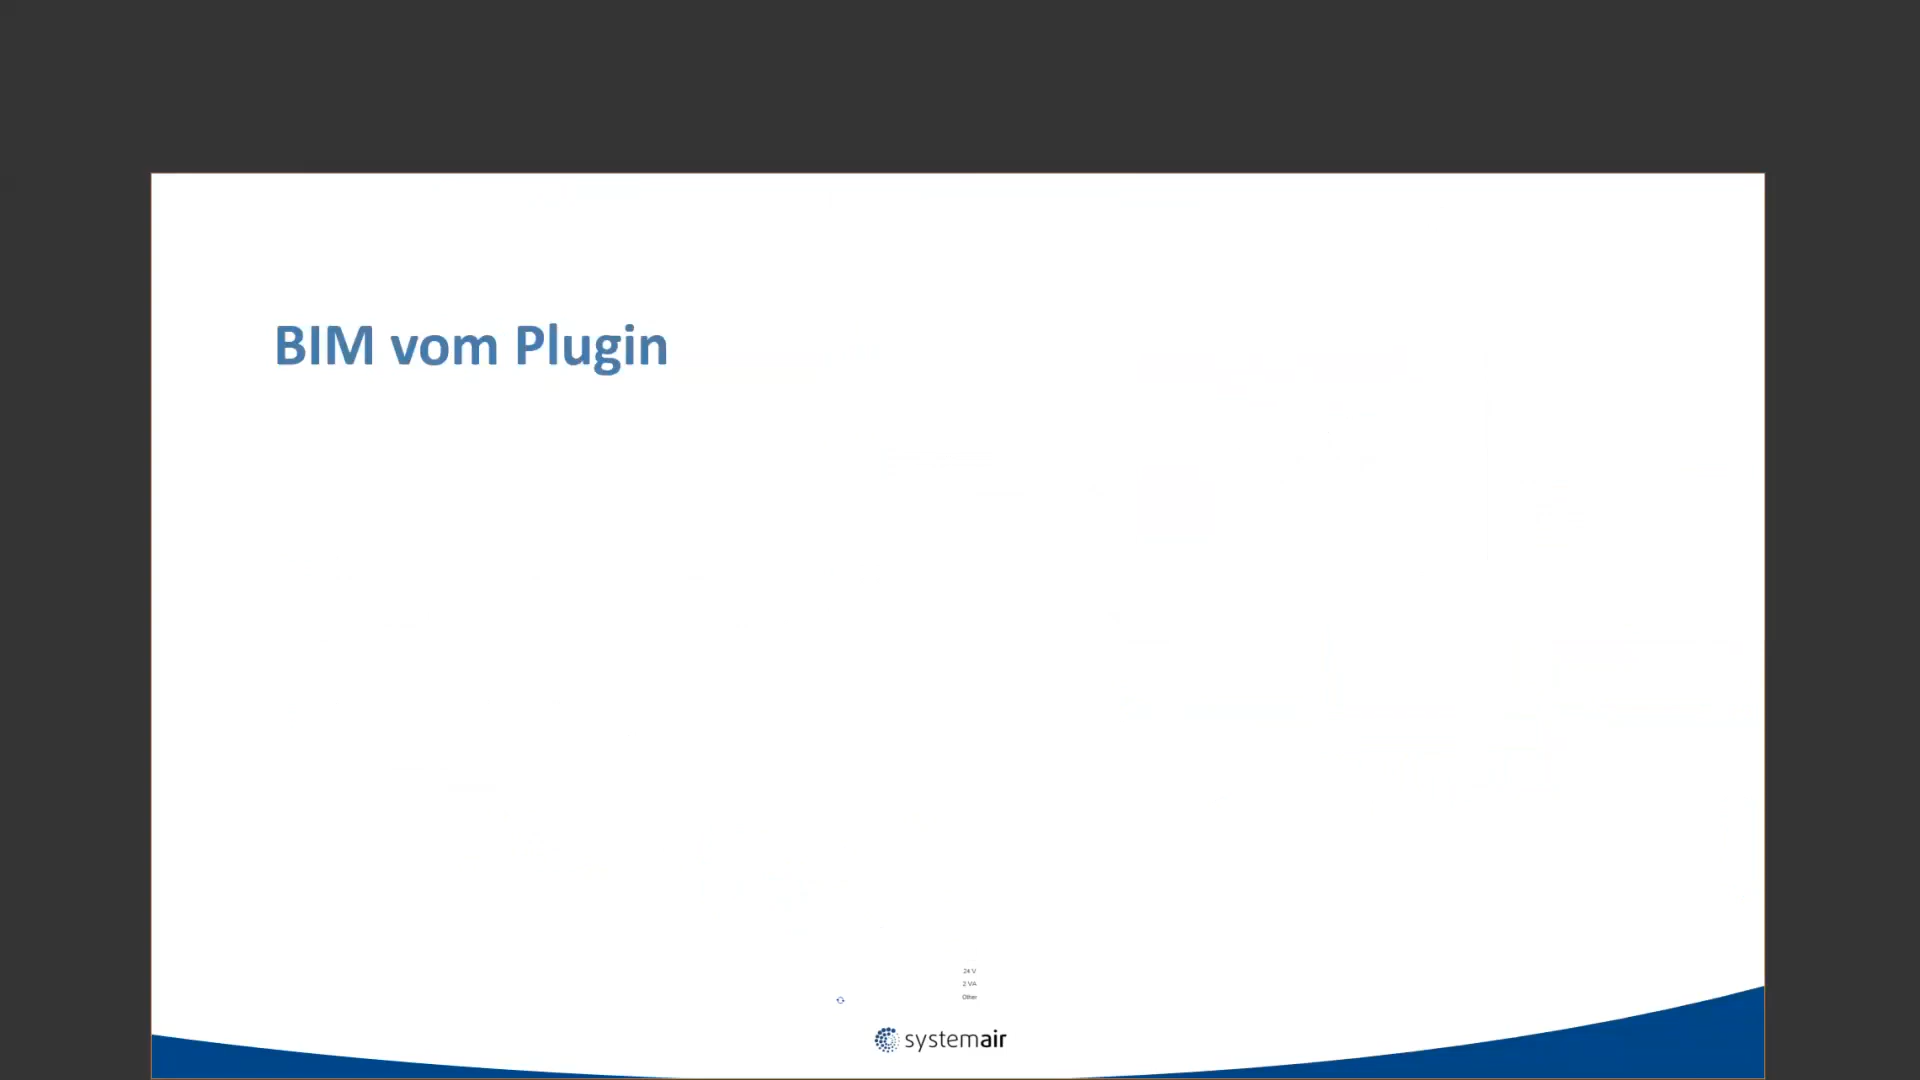 BIM vom Plugin
24 V
2 VA
Other
systemair